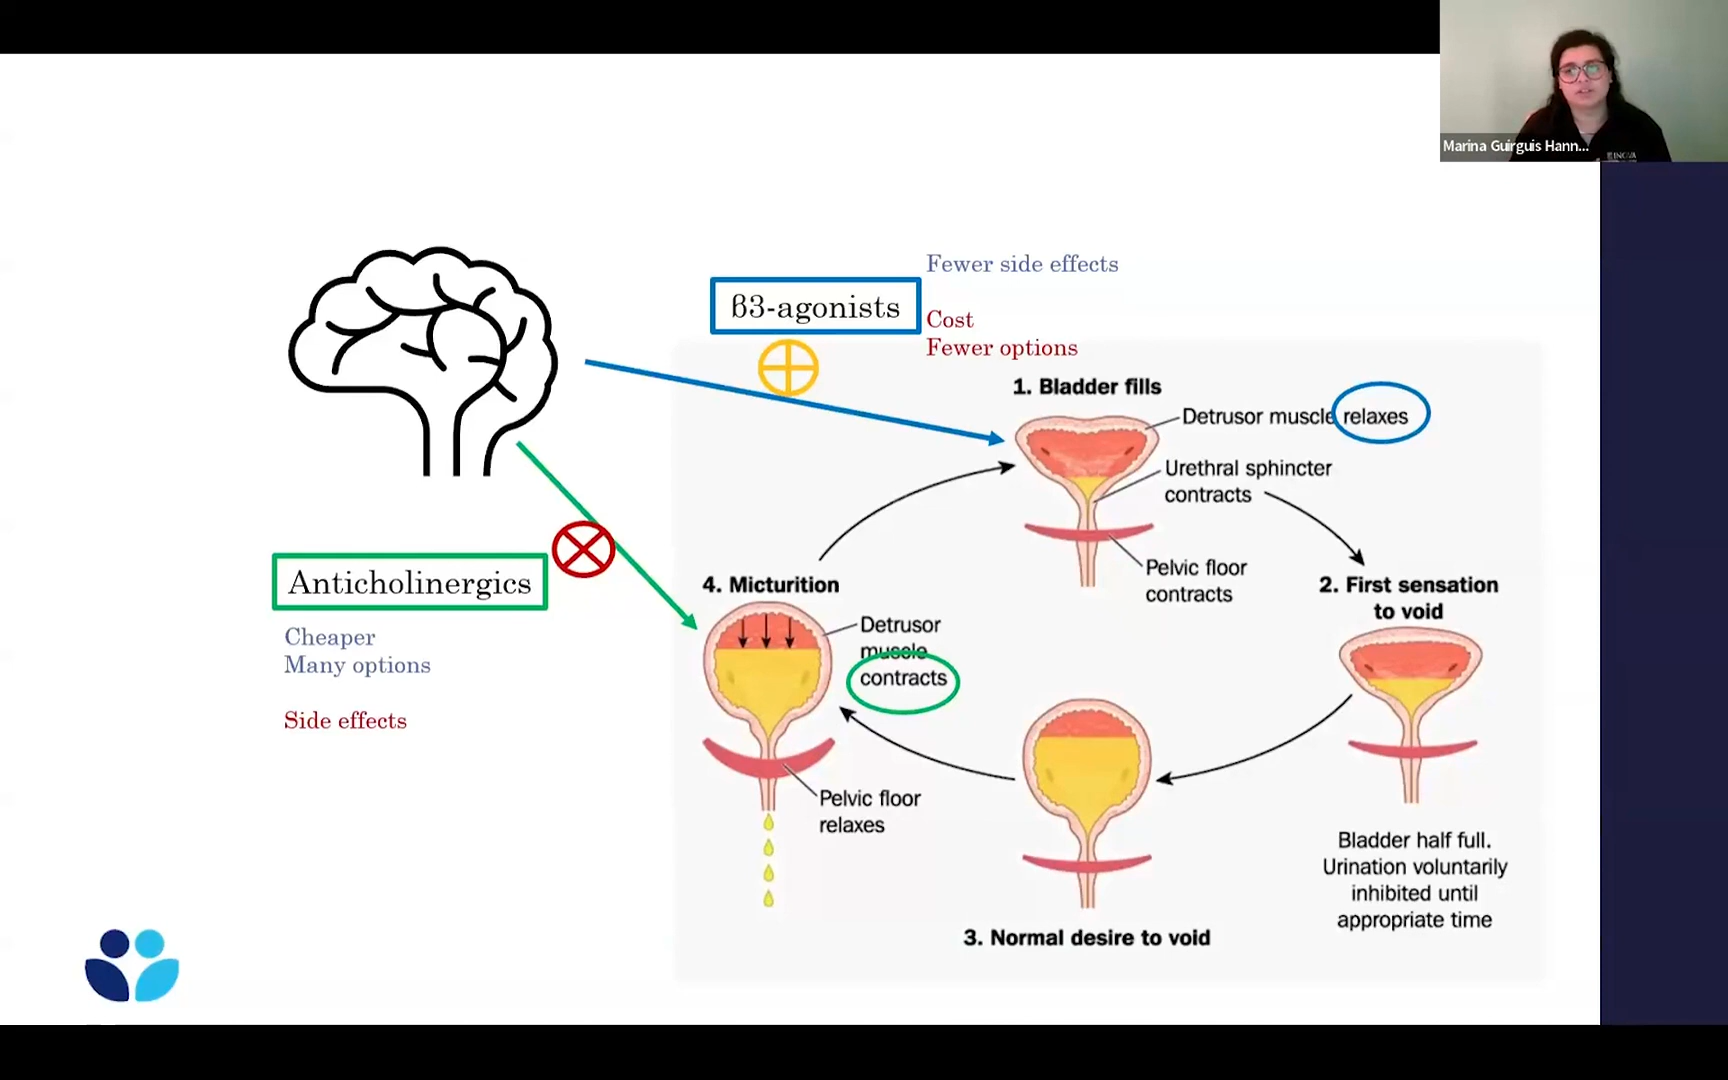 Marina Guirguis Hann...
INOVA
Fewer side effects
β3-agonists
Cost
Fewer options
1. Bladder fills
Detrusor muscle relaxes
Urethral sphincter
contracts
Pelvic floor
contracts
2. First sensation
to void
Bladder half full.
Urination voluntarily
inhibited until
appropriate time
3. Normal desire to void
4. Micturition
Detrusor
muscle
contracts
Pelvic floor
relaxes
Anticholinergics
Cheaper
Many options
Side effects